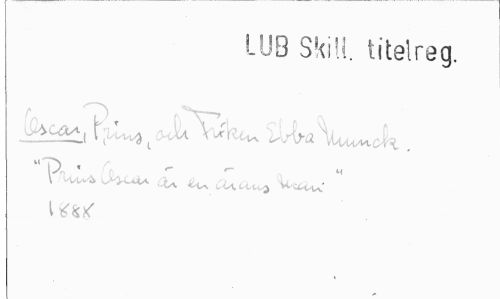 LUB Skill. titelreg.
Oscar, Prins, och Fröken Ebba Munck.
"Prins Oscar är en ärans man"
1888